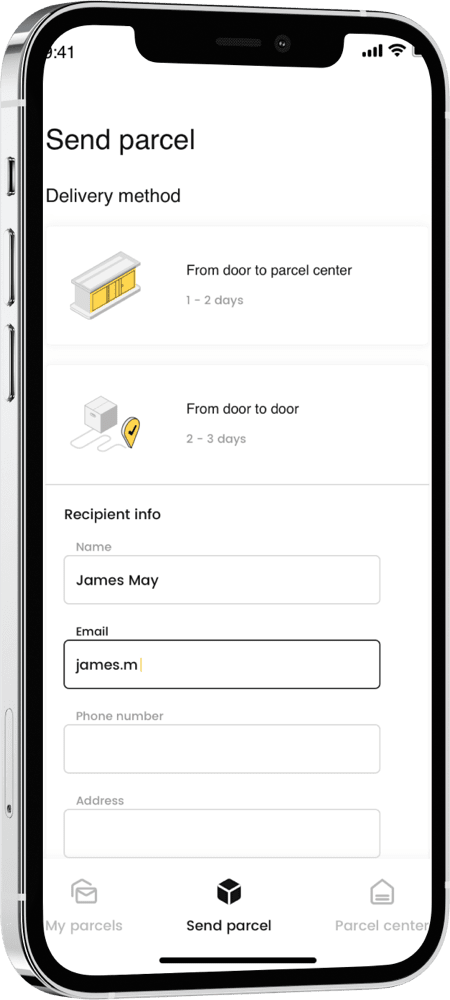 9:41
Send parcel
Delivery method
From door to parcel center
1 - 2 days
From door to door
2 - 3 days
Recipient info
Name
James May
Email
james.m
Phone number
Address
My parcels
Send parcel
Parcel center